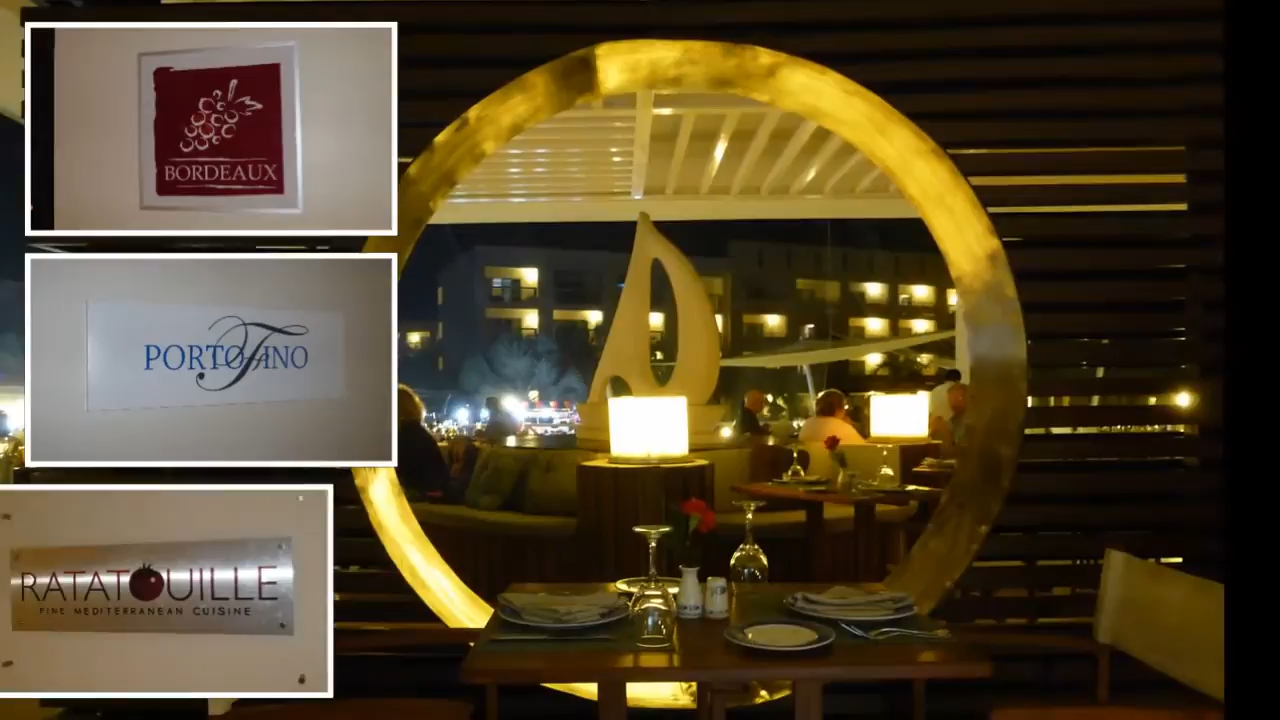 BORDEAUX
PORTOFINO
RATATOUILLE
FINE MEDITERRANEAN CUISINE